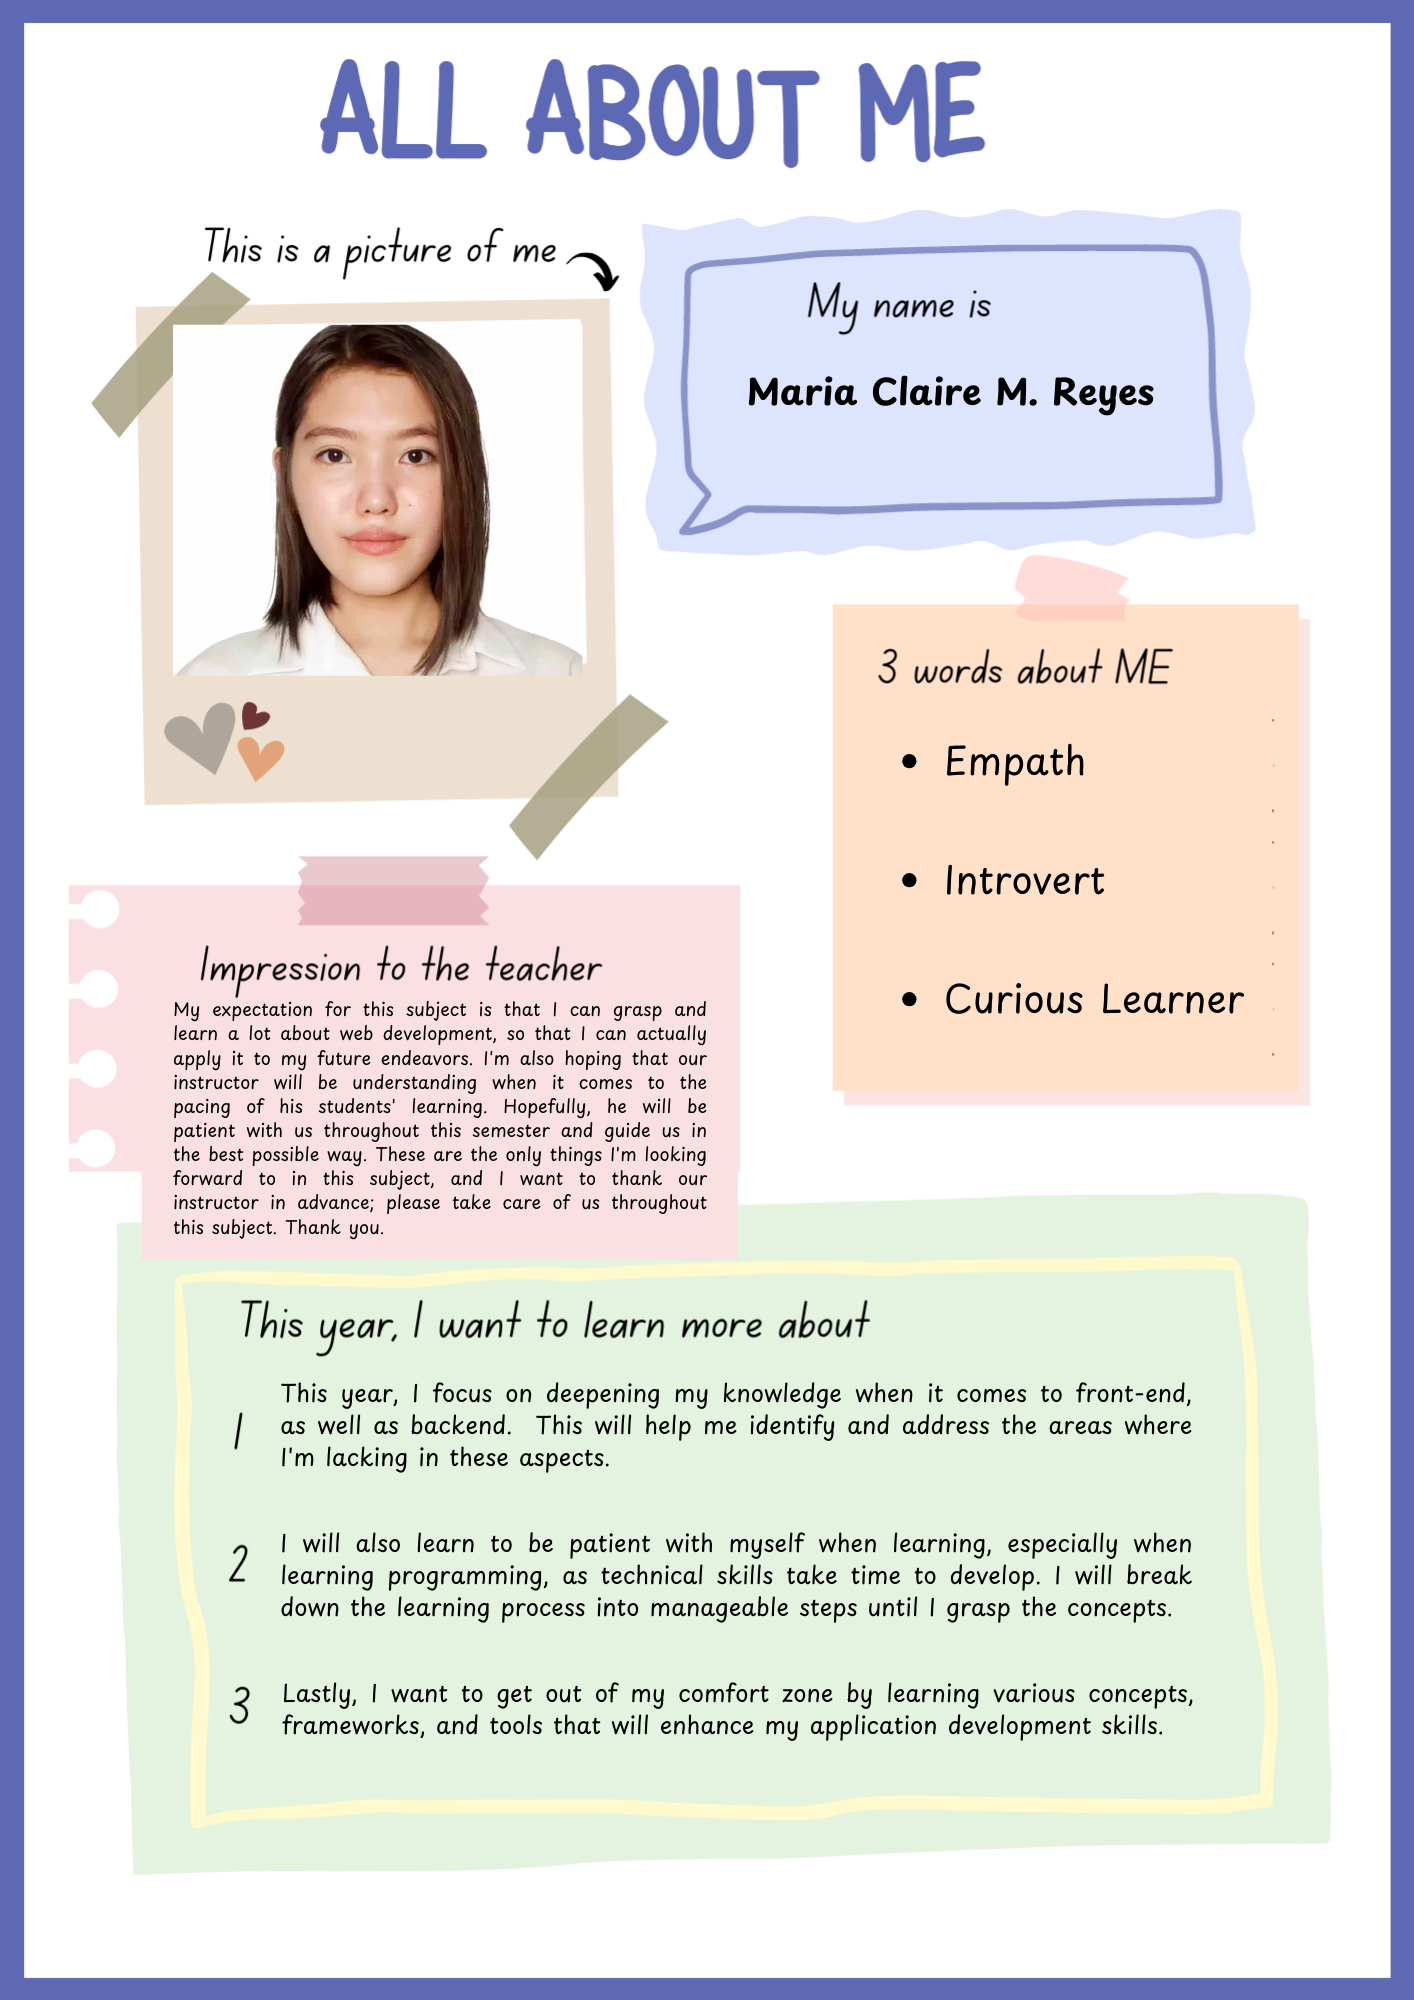 ALL ABOUT ME
This is a picture of me
My name is
Maria Claire M. Reyes
3 words about ME
• Empath
• Introvert
• Curious Learner
Impression to the teacher
My expectation for this subject is that I can grasp and
learn a lot about web development, so that I can actually
apply it to my future endeavors. I'm also hoping that our
instructor will be understanding when it comes to the
pacing of his students' learning. Hopefully, he will be
patient with us throughout this semester and guide us in
the best possible way. These are the only things I'm looking
forward to in this subject, and I want to thank our
instructor in advance; please take care of us throughout
this subject. Thank you.
This year, I want to learn more about
1
This year, I focus on deepening my knowledge when it comes to front-end,
as well as backend.  This will help me identify and address the areas where
I'm lacking in these aspects.
2
I will also learn to be patient with myself when learning, especially when
learning programming, as technical skills take time to develop. I will break
down the learning process into manageable steps until I grasp the concepts.
3
Lastly, I want to get out of my comfort zone by learning various concepts,
frameworks, and tools that will enhance my application development skills.